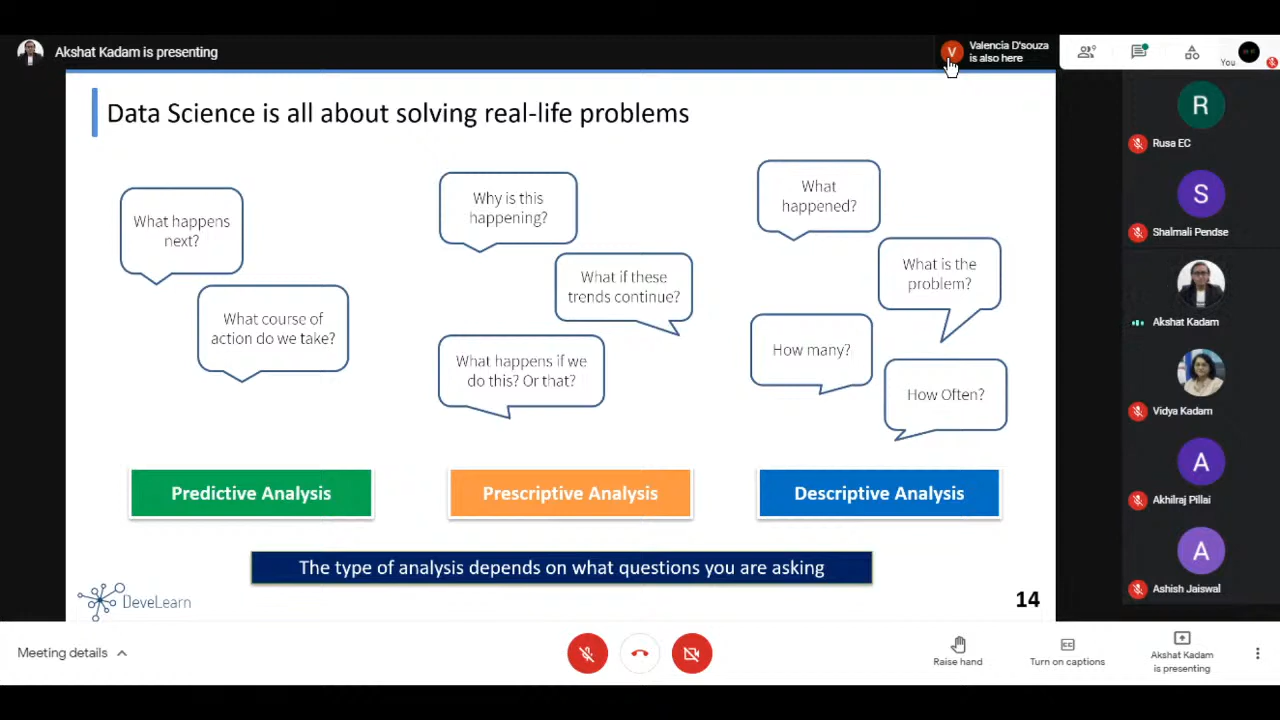 Akshat Kadam is presenting
V
Valencia D'souza
is also here
You
Data Science is all about solving real-life problems
What happens
next?
What course of
action do we take?
Why is this
happening?
What if these
trends continue?
What happens if we
do this? Or that?
What
happened?
What is the
problem?
How many?
How Often?
Predictive Analysis
Prescriptive Analysis
Descriptive Analysis
The type of analysis depends on what questions you are asking
DeveLearn
14
R
Rusa EC
S
Shalmali Pendse
Akshat Kadam
Vidya Kadam
A
Akhilraj Pillai
A
Ashish Jaiswal
Meeting details
Raise hand
CC
Turn on captions
Akshat Kadam
is presenting